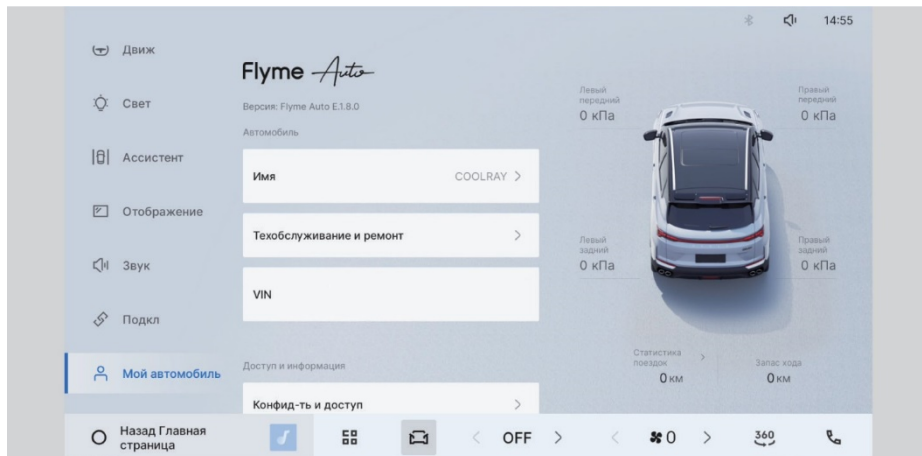 14:55
Движ
Свет
Ассистент
Отображение
Звук
Подкл
Мой автомобиль
Flyme Auto
Версия: Flyme Auto E.1.8.0
Автомобиль
Имя COOLRAY >
Техобслуживание и ремонт >
VIN
Доступ и информация
Конфид-ть и доступ >
Левый
передний
0 кПа
Правый
передний
0 кПа
Левый
задний
0 кПа
Правый
задний
0 кПа
Статистика
поездок >
0 км
Запас хода
0 км
Назад Главная
страница
< OFF >
< 0 >
360